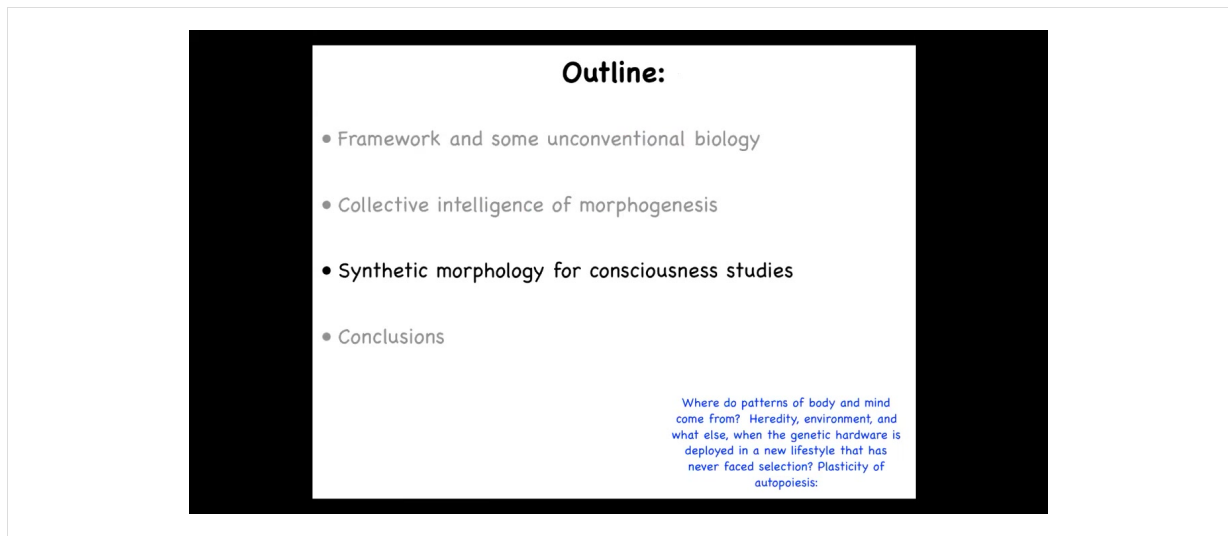 Outline:
• Framework and some unconventional biology
• Collective intelligence of morphogenesis
• Synthetic morphology for consciousness studies
• Conclusions
Where do patterns of body and mind
come from?  Heredity, environment, and
what else, when the genetic hardware is
deployed in a new lifestyle that has
never faced selection? Plasticity of
autopoiesis: